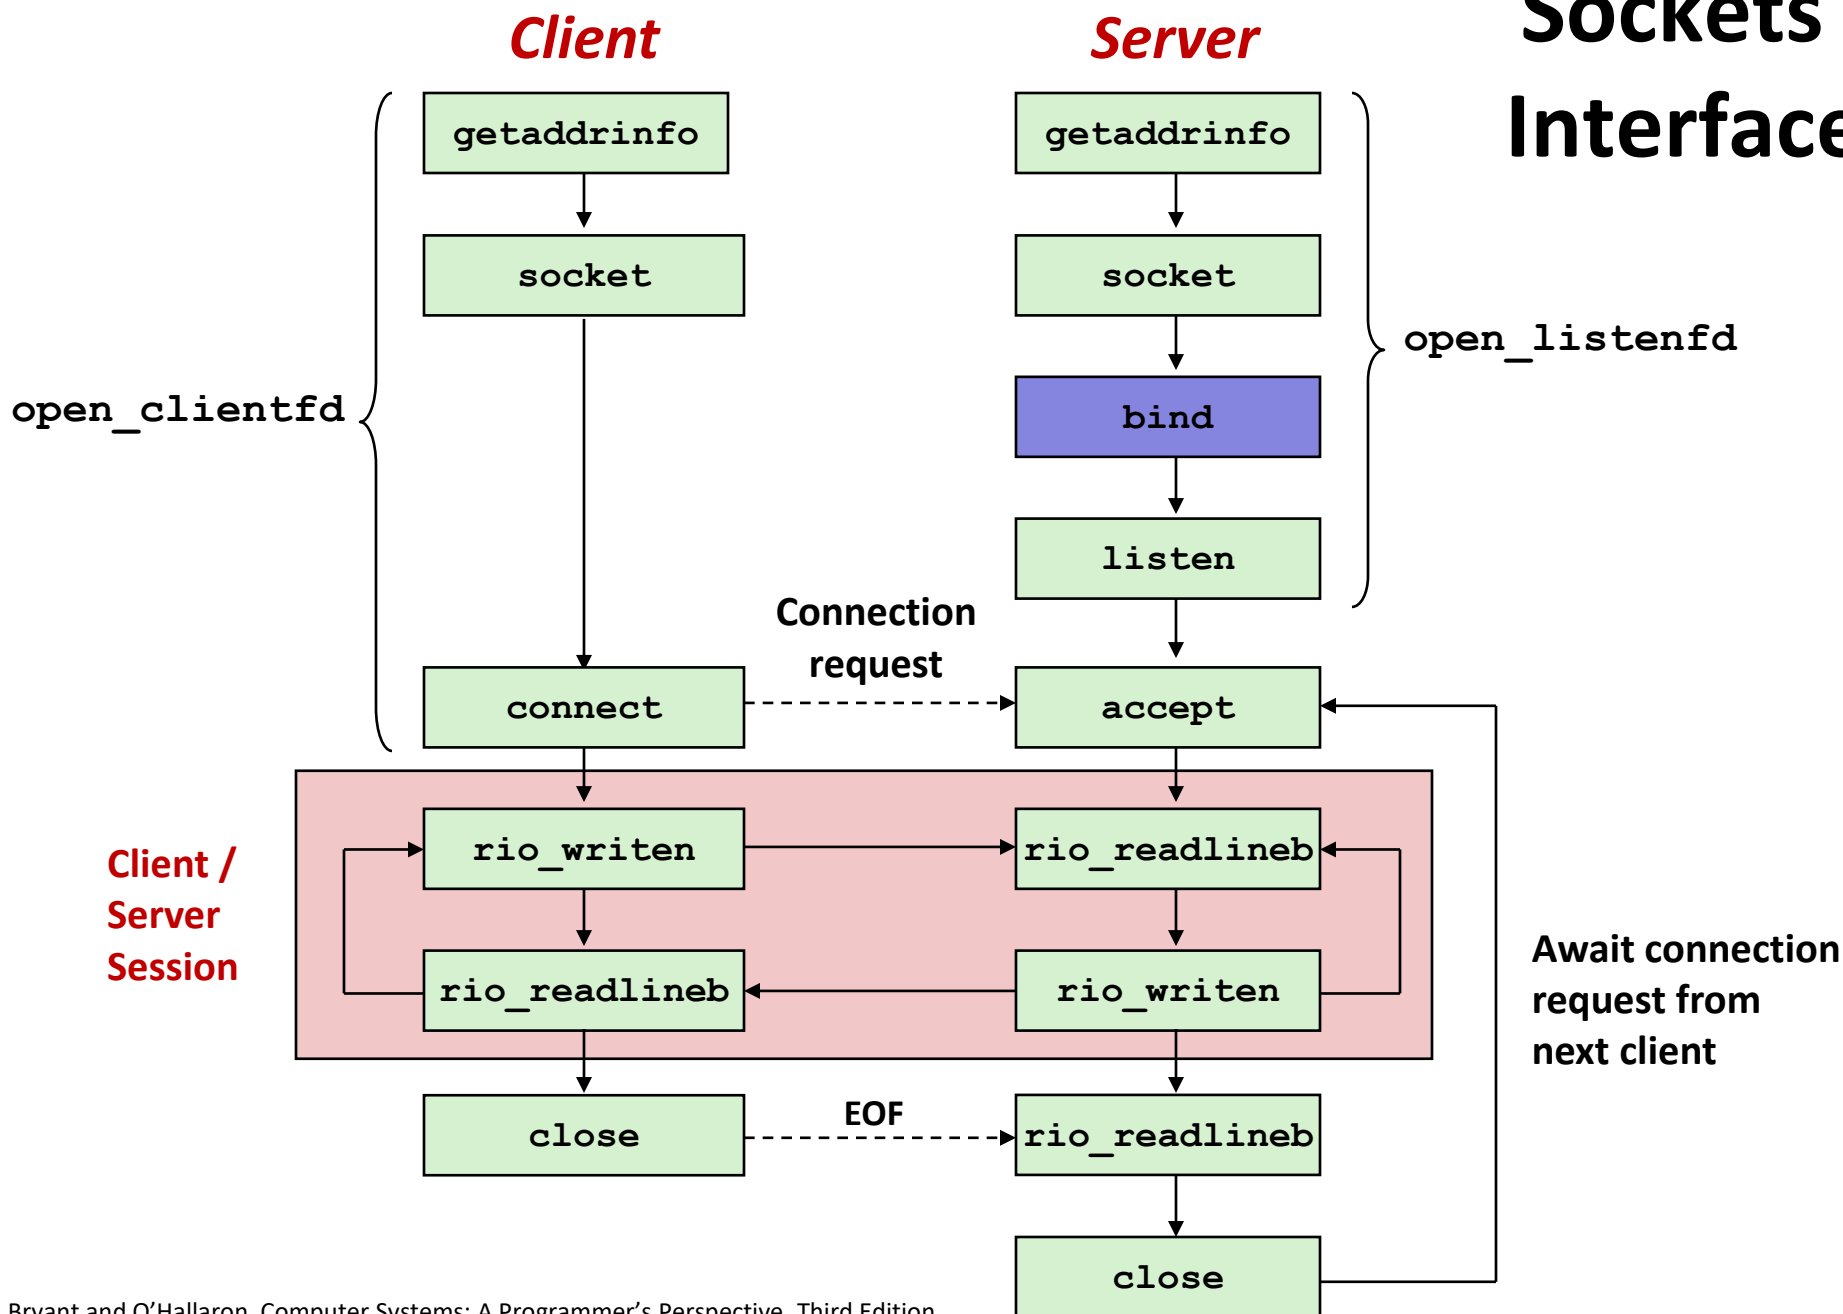 Client
Server
Sockets
Interface
getaddrinfo
getaddrinfo
socket
socket
open_listenfd
open_clientfd
bind
listen
Connection
request
connect
accept
Client /
Server
Session
rio_writen
rio_readlineb
rio_readlineb
rio_writen
Await connection
request from
next client
close
EOF
rio_readlineb
close
Bryant and O'Hallaron, Computer Systems: A Programmer's Perspective, Third Edition